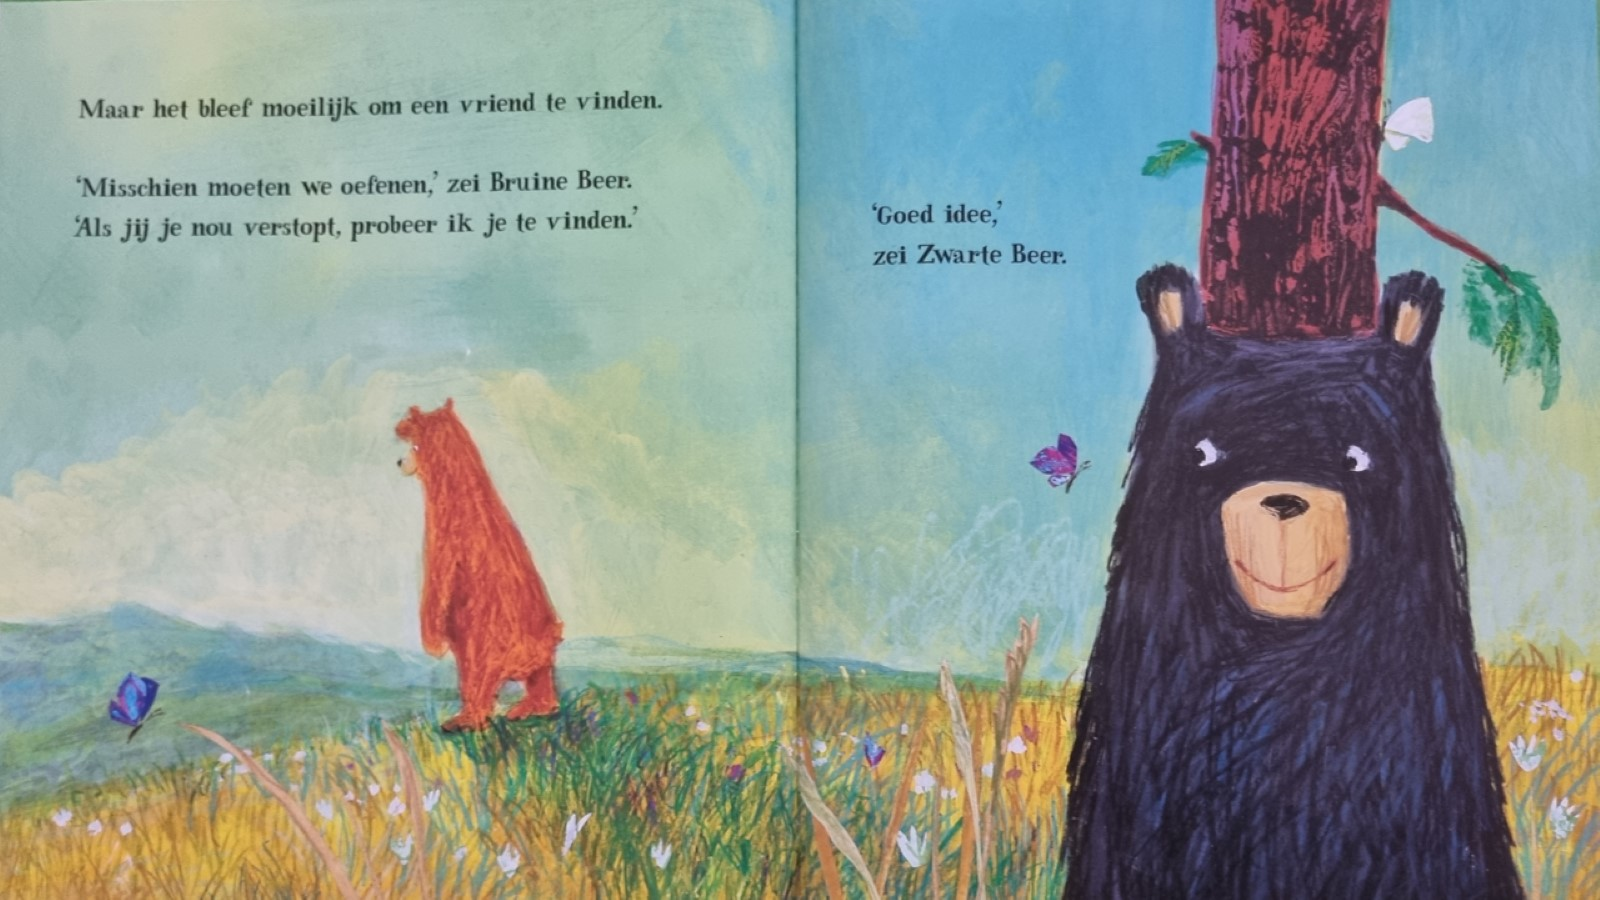 Maar het bleef moeilijk om een vriend te vinden.
‘Misschien moeten we oefenen,’ zei Bruine Beer.
‘Als jij je nou verstopt, probeer ik je te vinden.’
‘Goed idee,’
zei Zwarte Beer.